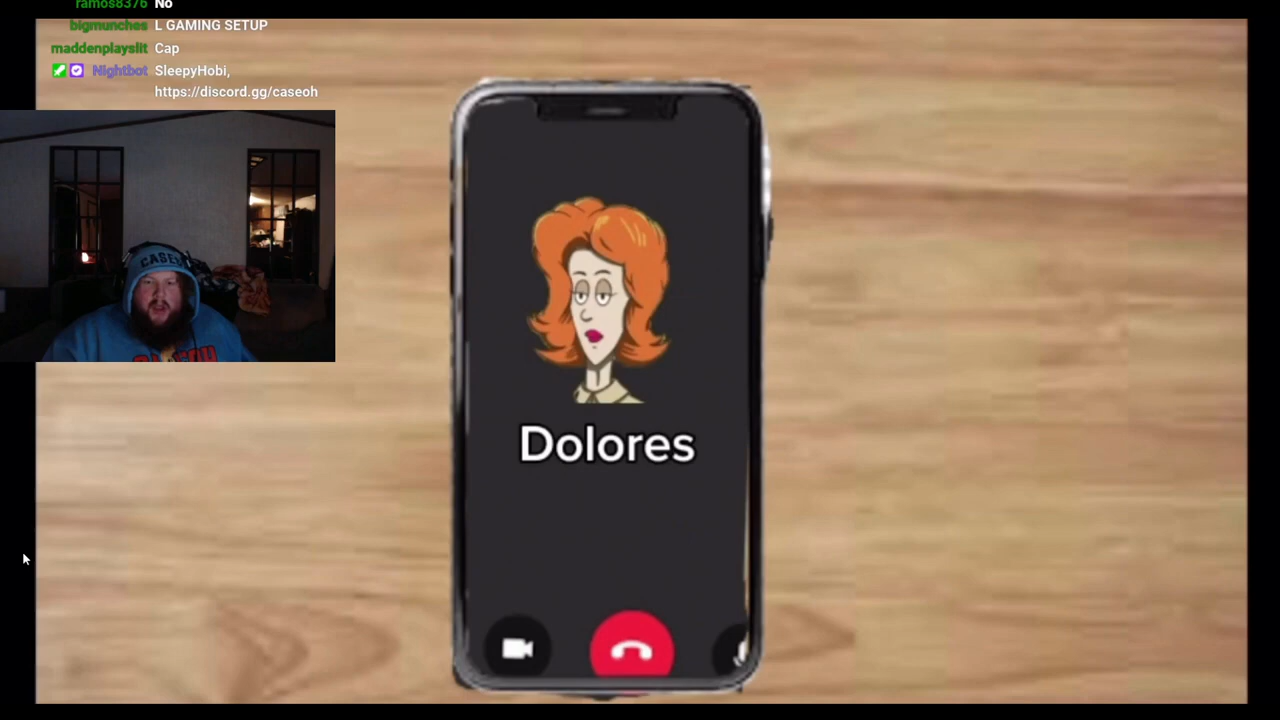 ramos8376 No
bigmunches L GAMING SETUP
maddenplayslit Cap
Nightbot SleepyHobi,
https://discord.gg/caseoh
Dolores